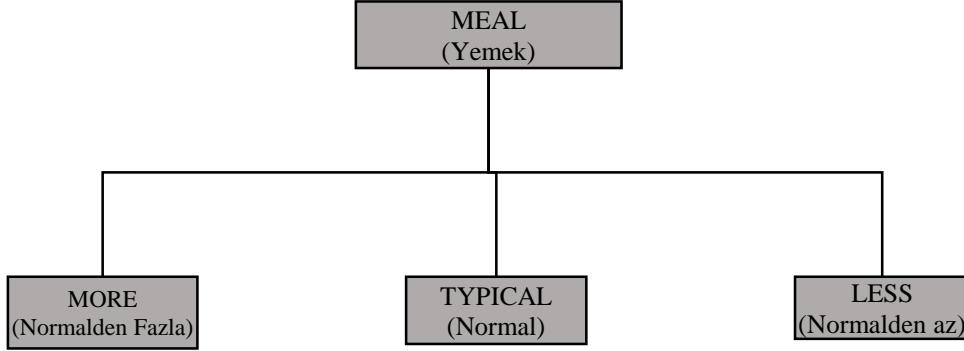 MEAL
(Yemek)
MORE
(Normalden Fazla)
TYPICAL
(Normal)
LESS
(Normalden az)